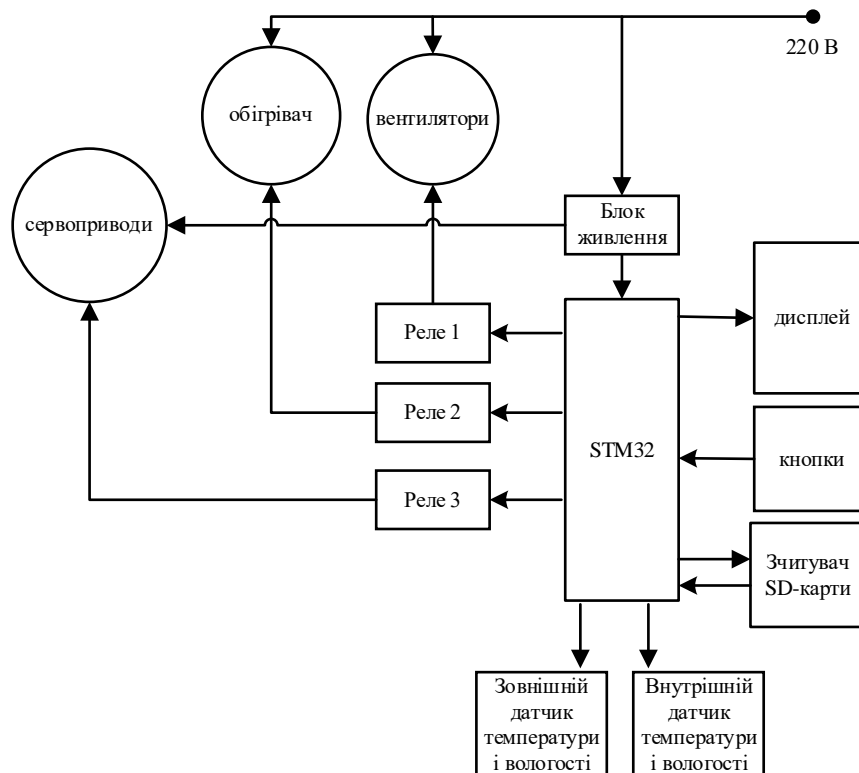 220 В
обігрівач
вентилятори
сервоприводи
Блок
живлення
дисплей
Реле 1
Реле 2
STM32
кнопки
Реле 3
Зчитувач
SD-карти
Зовнішній
датчик
температури
і вологості
Внутрішній
датчик
температури
і вологості